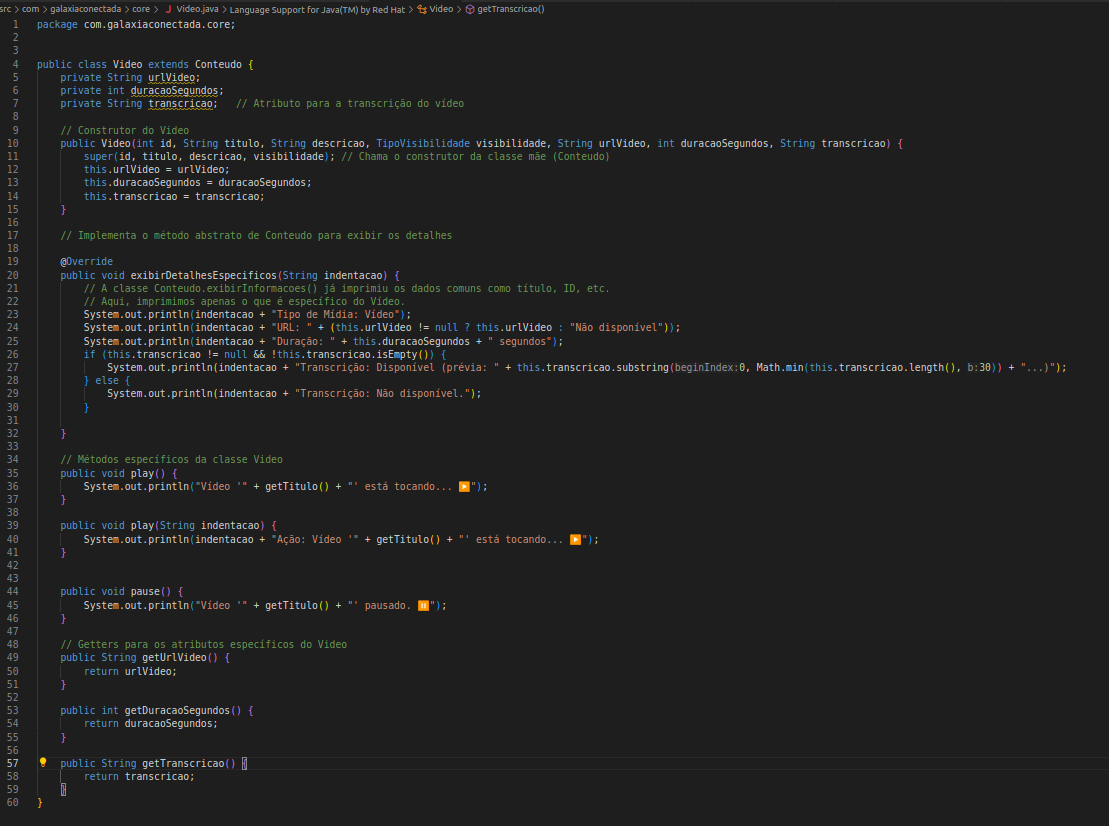 src > com > galaxiaconectada > core > J Video.java > Language Support for Java(TM) by Red Hat > Video > getTranscricao()
1 package com.galaxiaconectada.core;
2
3
4 public class Video extends Conteudo {
5 private String urlVideo;
6 private int duracaoSegundos;
7 private String transcricao; // Atributo para a transcrição do vídeo
8
9 // Construtor do Video
10 public Video(int id, String titulo, String descricao, TipoVisibilidade visibilidade, String urlVideo, int duracaoSegundos, String transcricao) {
11 super(id, titulo, descricao, visibilidade); // Chama o construtor da classe mãe (Conteudo)
12 this.urlVideo = urlVideo;
13 this.duracaoSegundos = duracaoSegundos;
14 this.transcricao = transcricao;
15 }
16
17 // Implementa o método abstrato de Conteudo para exibir os detalhes
18
19 @Override
20 public void exibirDetalhesEspecificos(String indentacao) {
21 // A classe Conteudo.exibirInformacoes() já imprimiu os dados comuns como título, ID, etc.
22 // Aqui, imprimimos apenas o que é específico do Vídeo.
23 System.out.println(indentacao + "Tipo de Mídia: Vídeo");
24 System.out.println(indentacao + "URL: " + (this.urlVideo != null ? this.urlVideo : "Não disponível"));
25 System.out.println(indentacao + "Duração: " + this.duracaoSegundos + " segundos");
26 if (this.transcricao != null && !this.transcricao.isEmpty()) {
27 System.out.println(indentacao + "Transcrição: Disponível (prévia: " + this.transcricao.substring(beginIndex:0, Math.min(this.transcricao.length(), b:30)) + "...)");
28 } else {
29 System.out.println(indentacao + "Transcrição: Não disponível.");
30 }
31
32 }
33
34 // Métodos específicos da classe Video
35 public void play() {
36 System.out.println("Vídeo '" + getTitulo() + "' está tocando... ▶️");
37 }
38
39 public void play(String indentacao) {
40 System.out.println(indentacao + "Ação: Vídeo '" + getTitulo() + "' está tocando... ▶️");
41 }
42
43
44 public void pause() {
45 System.out.println("Vídeo '" + getTitulo() + "' pausado. ⏸️");
46 }
47
48 // Getters para os atributos específicos do Video
49 public String getUrlVideo() {
50 return urlVideo;
51 }
52
53 public int getDuracaoSegundos() {
54 return duracaoSegundos;
55 }
56
57 public String getTranscricao() {
58 return transcricao;
59 }
60 }